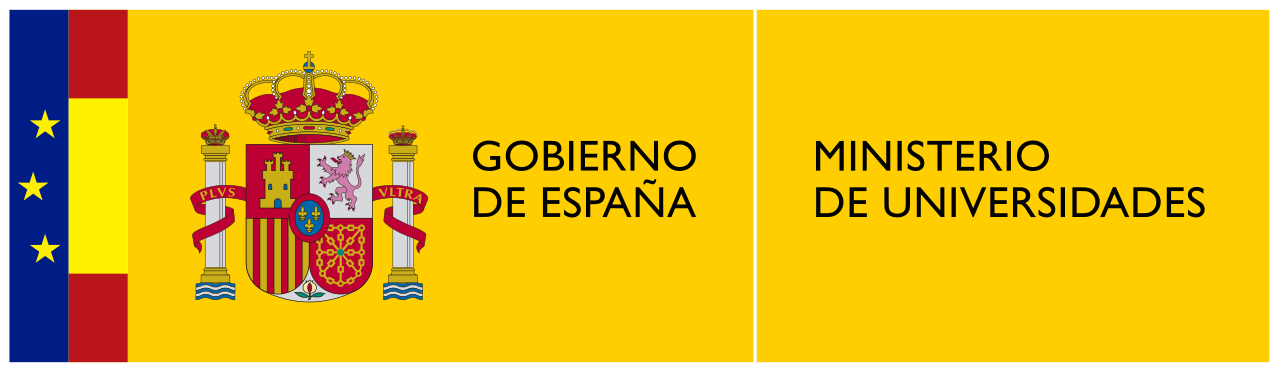 PLVS VLTRA
GOBIERNO
DE ESPAÑA
MINISTERIO
DE UNIVERSIDADES